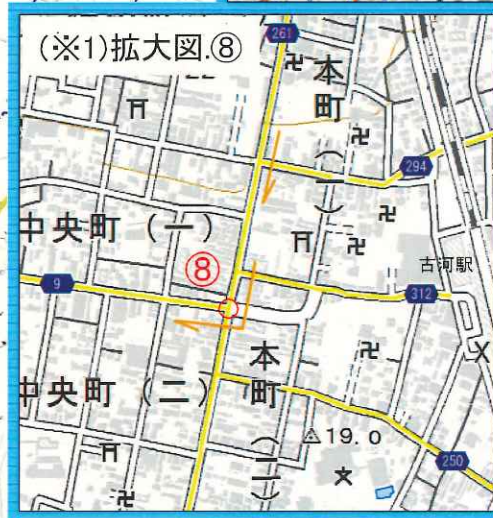 (※1)拡大図.⑧
261
本町(一)
294
中央町(一)
⑧
古河駅
9
312
本町(二)
中央町(二)
19.0
250